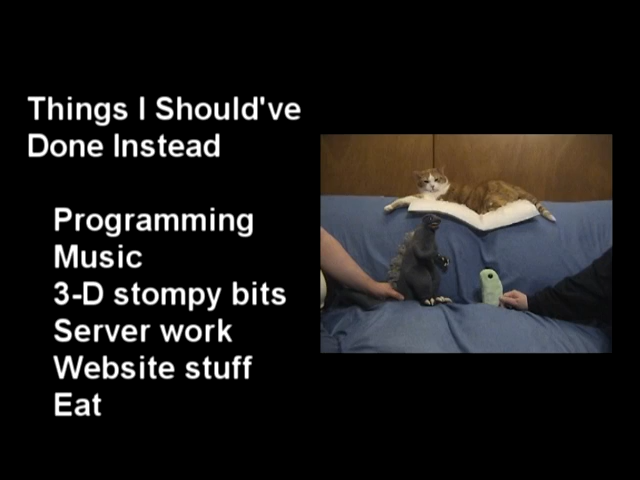 Things I Should've
Done Instead
Programming
Music
3-D stompy bits
Server work
Website stuff
Eat